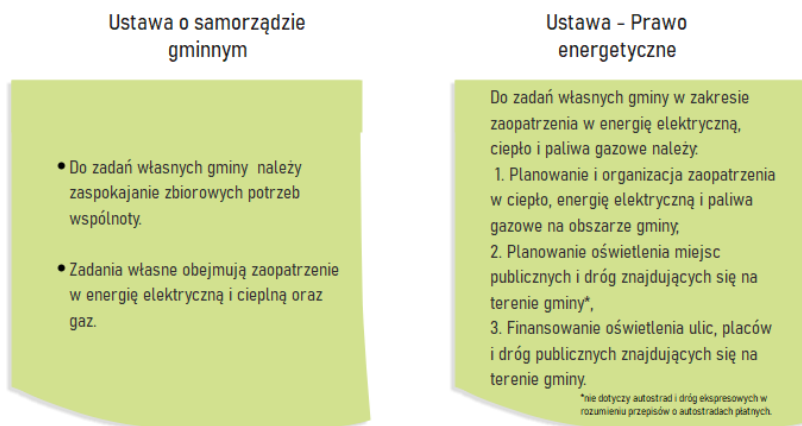 Ustawa o samorządzie
gminnym
• Do zadań własnych gminy należy
zaspokajanie zbiorowych potrzeb
wspólnoty.
• Zadania własne obejmują zaopatrzenie
w energię elektryczną i cieplną oraz
gaz.
Ustawa - Prawo
energetyczne
Do zadań własnych gminy w zakresie
zaopatrzenia w energię elektryczną,
ciepło i paliwa gazowe należy:
1. Planowanie i organizacja zaopatrzenia
w ciepło, energię elektryczną i paliwa
gazowe na obszarze gminy;
2. Planowanie oświetlenia miejsc
publicznych i dróg znajdujących się na
terenie gminy*,
3. Finansowanie oświetlenia ulic, placów
i dróg publicznych znajdujących się na
terenie gminy.
*nie dotyczy autostrad i dróg ekspresowych w
rozumieniu przepisów o autostradach płatnych.